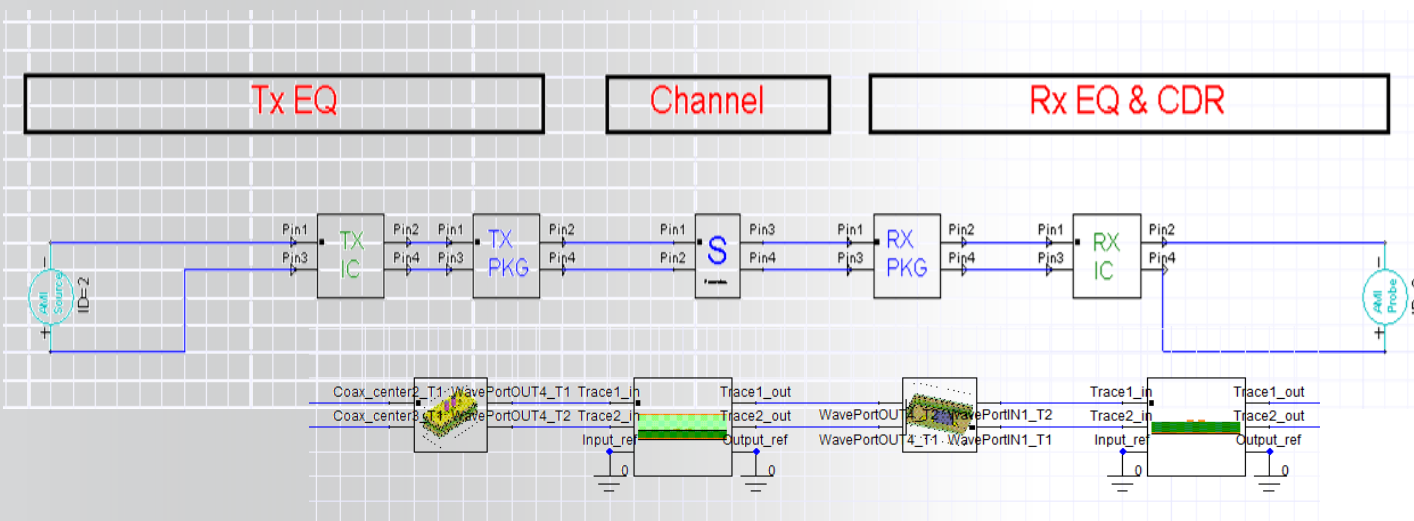 Tx EQ
Channel
Rx EQ & CDR
Pin1 Pin2 Pin1 Pin2 Pin1 Pin3 Pin1 Pin2 Pin1 Pin2
TX IC
TX PKG
S
RX PKG
RX IC
Pin3 Pin4 Pin3 Pin4 Pin2 Pin4 Pin3 Pin4 Pin3 Pin4
- AMI Source +
ID=2
- AMI Probe +
Coax_center2_T1 WavePortOUT4_T1 Trace1_in Trace1_out Trace1_in Trace1_out
WavePortOUT4_T2 Trace2_in Trace2_out WavePortOUT4_T2 WavePortIN1_T2 Trace2_in Trace2_out
Input_ref Output_ref WavePortOUT4_T1 WavePortIN1_T1 Input_ref Output_ref
0 0 0 0